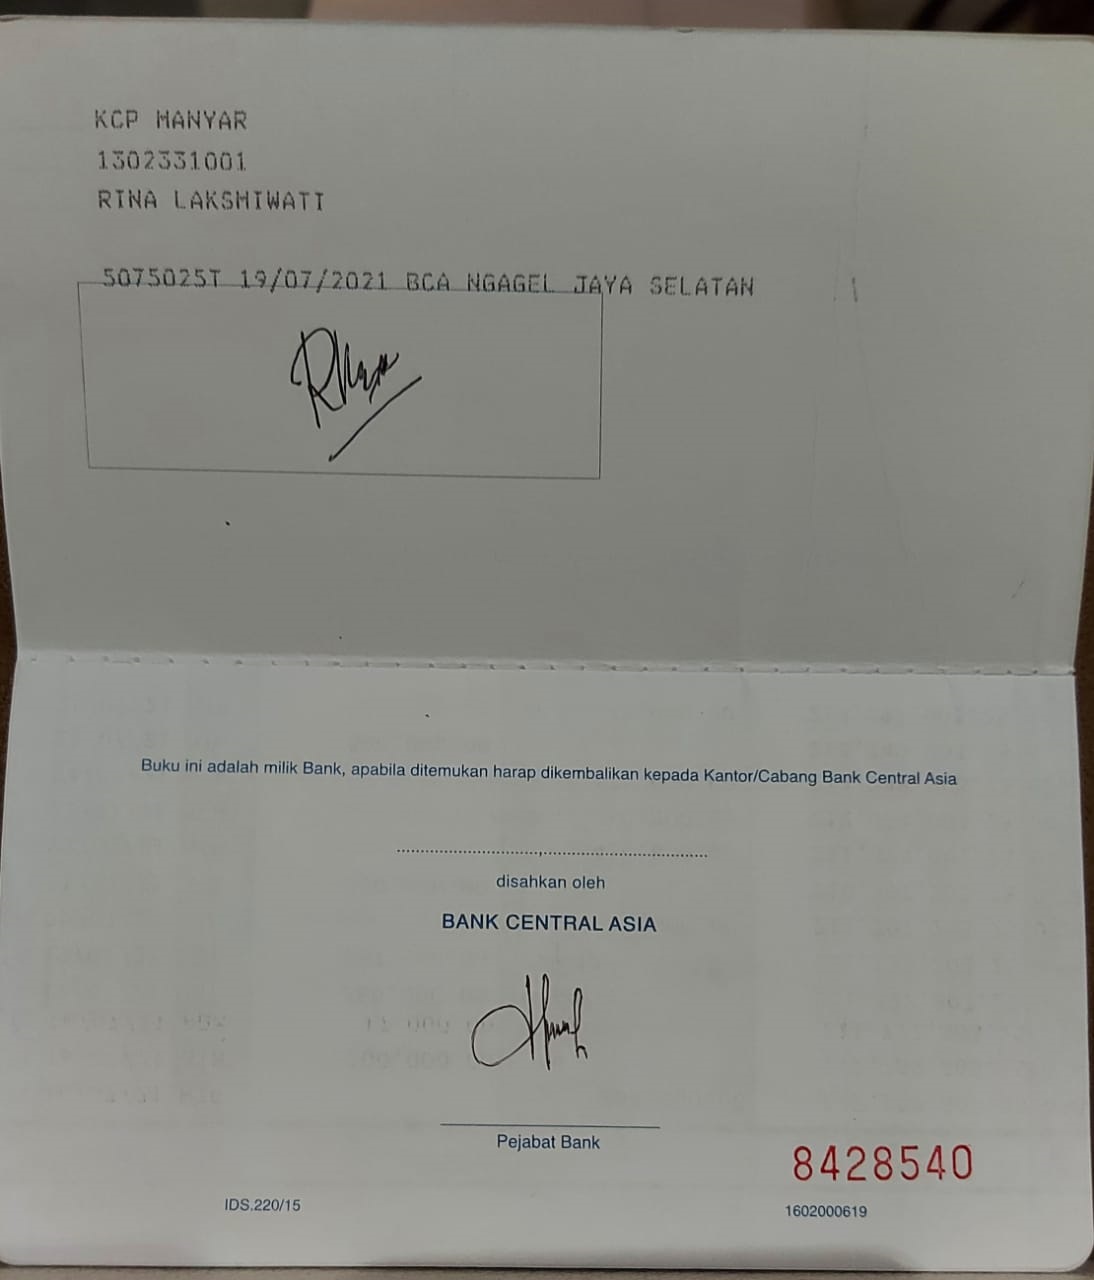 KCP MANYAR
1302331001
RINA LAKSMIWATI
5075025T 19/07/2021 BCA NGAGEL JAYA SELATAN
Buku ini adalah milik Bank, apabila ditemukan harap dikembalikan kepada Kantor/Cabang Bank Central Asia
disahkan oleh
BANK CENTRAL ASIA
Pejabat Bank
8428540
IDS.220/15
1602000619